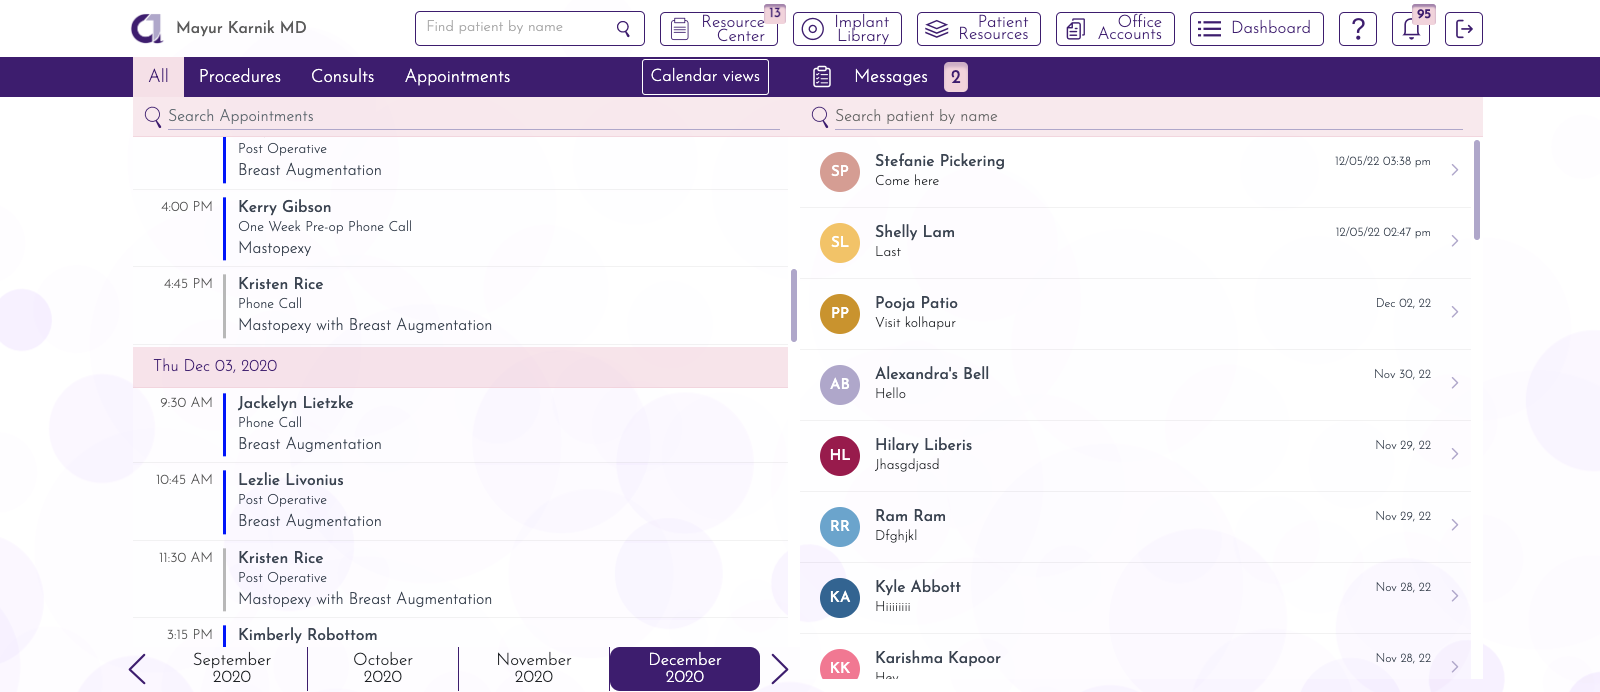 Mayur Karnik MD
Find patient by name
Resource Center
13
Implant Library
Patient Resources
Office Accounts
Dashboard
?
95
All
Procedures
Consults
Appointments
Calendar views
Messages
2
Search Appointments
Search patient by name
Post Operative
Breast Augmentation
4:00 PM
Kerry Gibson
One Week Pre-op Phone Call
Mastopexy
4:45 PM
Kristen Rice
Phone Call
Mastopexy with Breast Augmentation
Thu Dec 03, 2020
9:30 AM
Jackelyn Lietzke
Phone Call
Breast Augmentation
10:45 AM
Lezlie Livonius
Post Operative
Breast Augmentation
11:30 AM
Kristen Rice
Post Operative
Mastopexy with Breast Augmentation
3:15 PM
Kimberly Robottom
September 2020
October 2020
November 2020
December 2020
SP
Stefanie Pickering
12/05/22 03:38 pm
Come here
SL
Shelly Lam
12/05/22 02:47 pm
Last
PP
Pooja Patio
Dec 02, 22
Visit kolhapur
AB
Alexandra's Bell
Nov 30, 22
Hello
HL
Hilary Liberis
Nov 29, 22
Jhasgdjasd
RR
Ram Ram
Nov 29, 22
Dfghjkl
KA
Kyle Abbott
Nov 28, 22
Hiiiiiiii
KK
Karishma Kapoor
Nov 28, 22
Hey